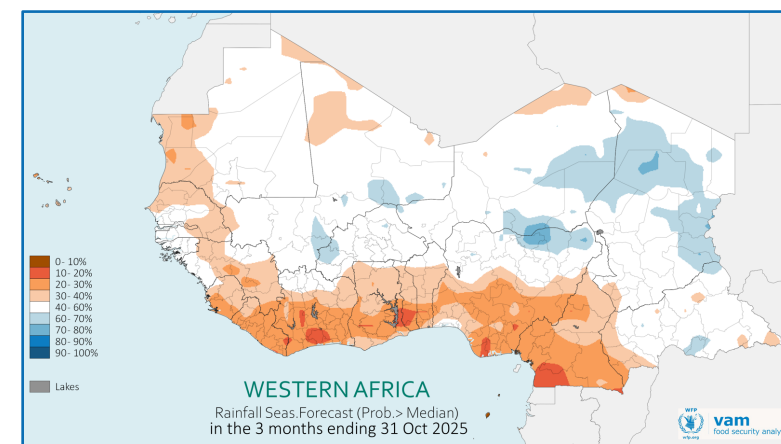 0- 10%
10- 20%
20- 30%
30- 40%
40- 60%
60- 70%
70- 80%
80- 90%
90- 100%
Lakes
WESTERN AFRICA
Rainfall Seas.Forecast (Prob.> Median)
in the 3 months ending 31 Oct 2025
WFP
wfp.org
vam
food security analy